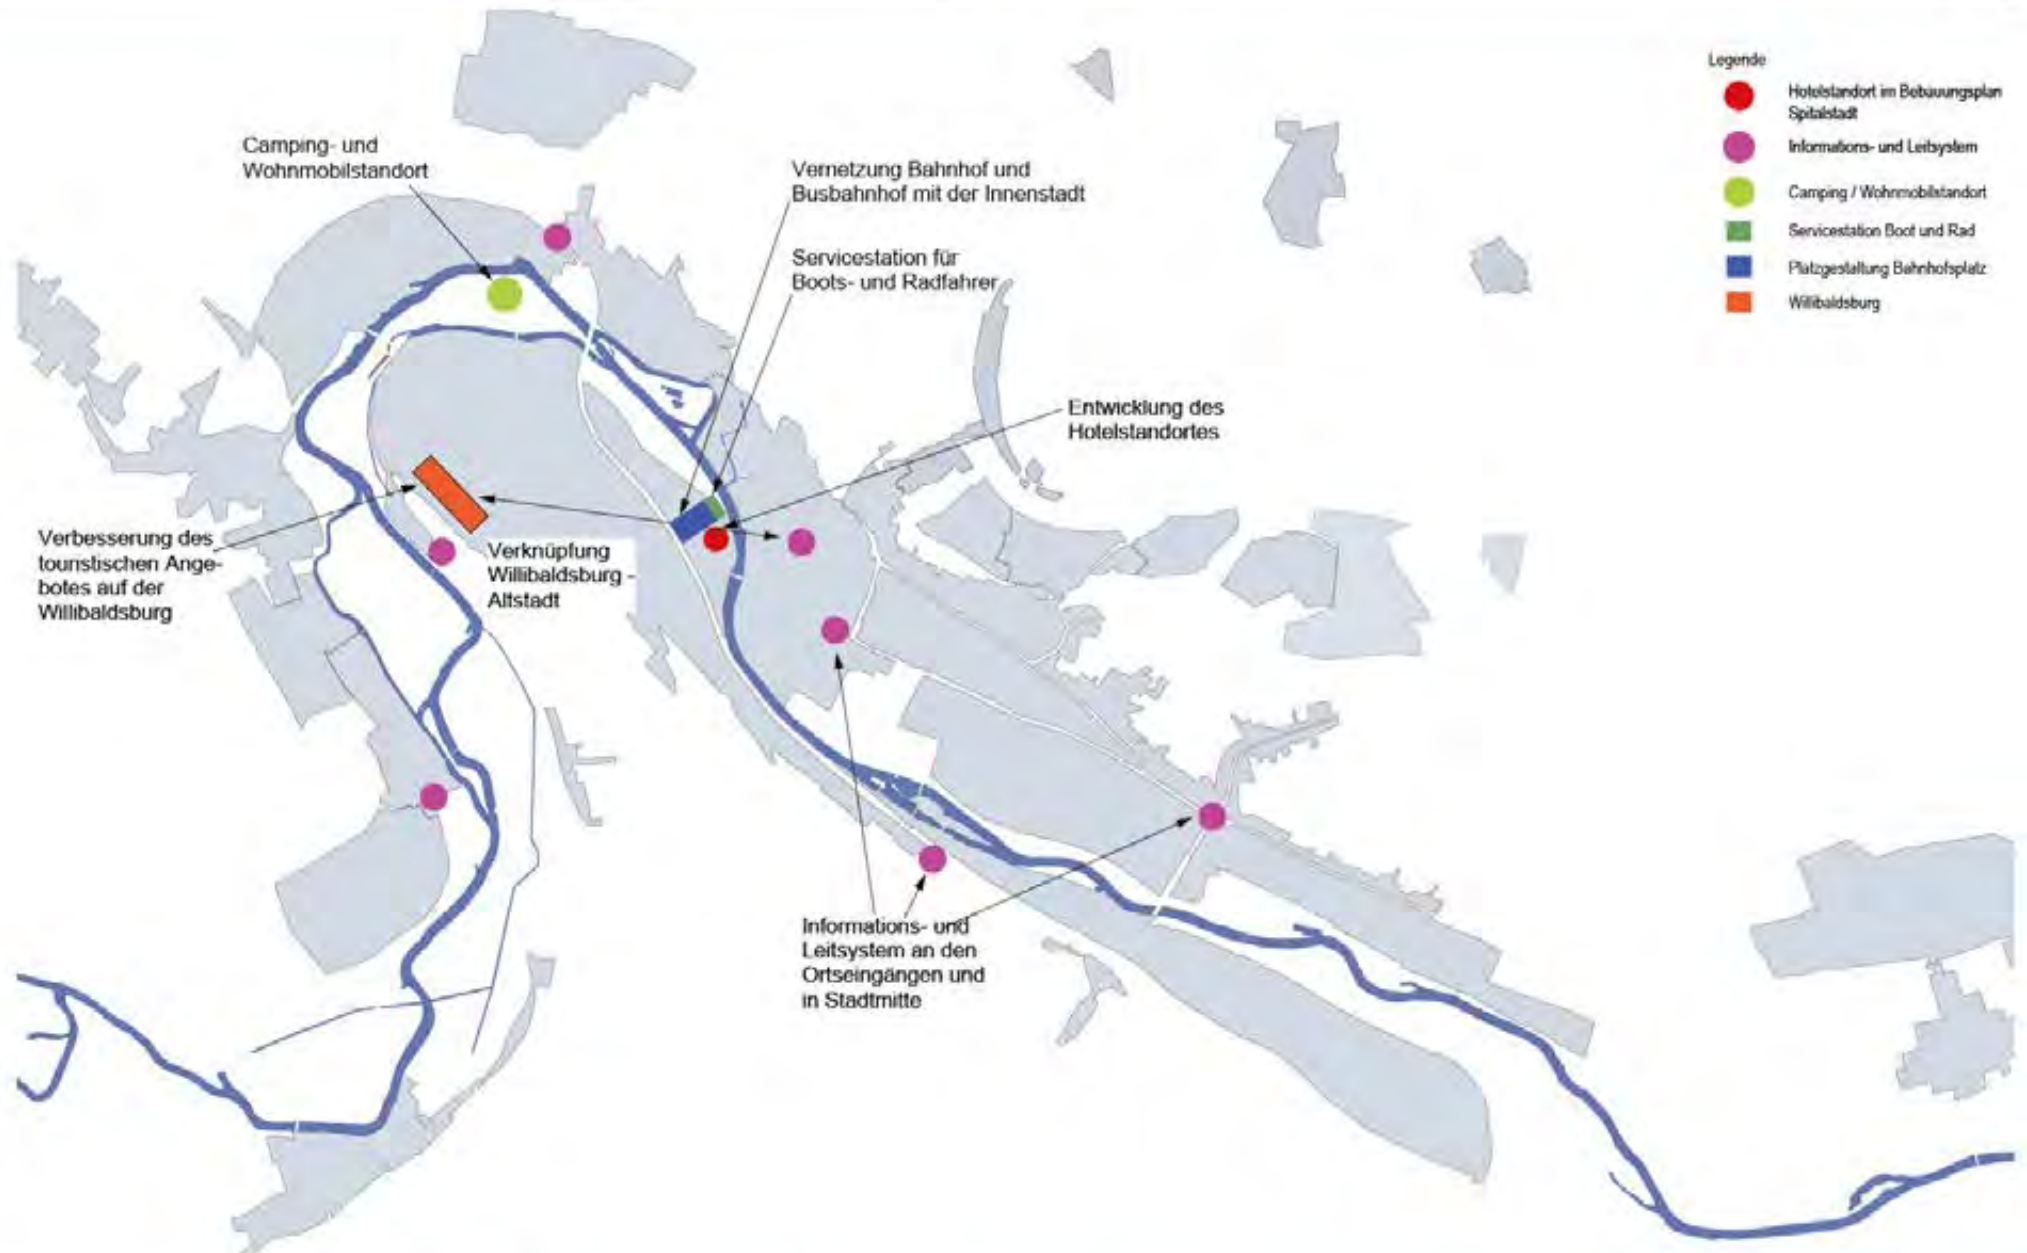 Legende
Hotelstandort im Bebauungsplan
Spitalstadt
Informations- und Leitsystem
Camping / Wohnmobilstandort
Servicestation Boot und Rad
Platzgestaltung Bahnhofsplatz
Willibaldsburg
Camping- und
Wohnmobilstandort
Vernetzung Bahnhof und
Busbahnhof mit der Innenstadt
Servicestation für
Boots- und Radfahrer
Entwicklung des
Hotelstandortes
Verbesserung des
touristischen Ange-
botes auf der
Willibaldsburg
Verknüpfung
Willibaldsburg -
Altstadt
Informations- und
Leitsystem an den
Ortseingängen und
in Stadtmitte